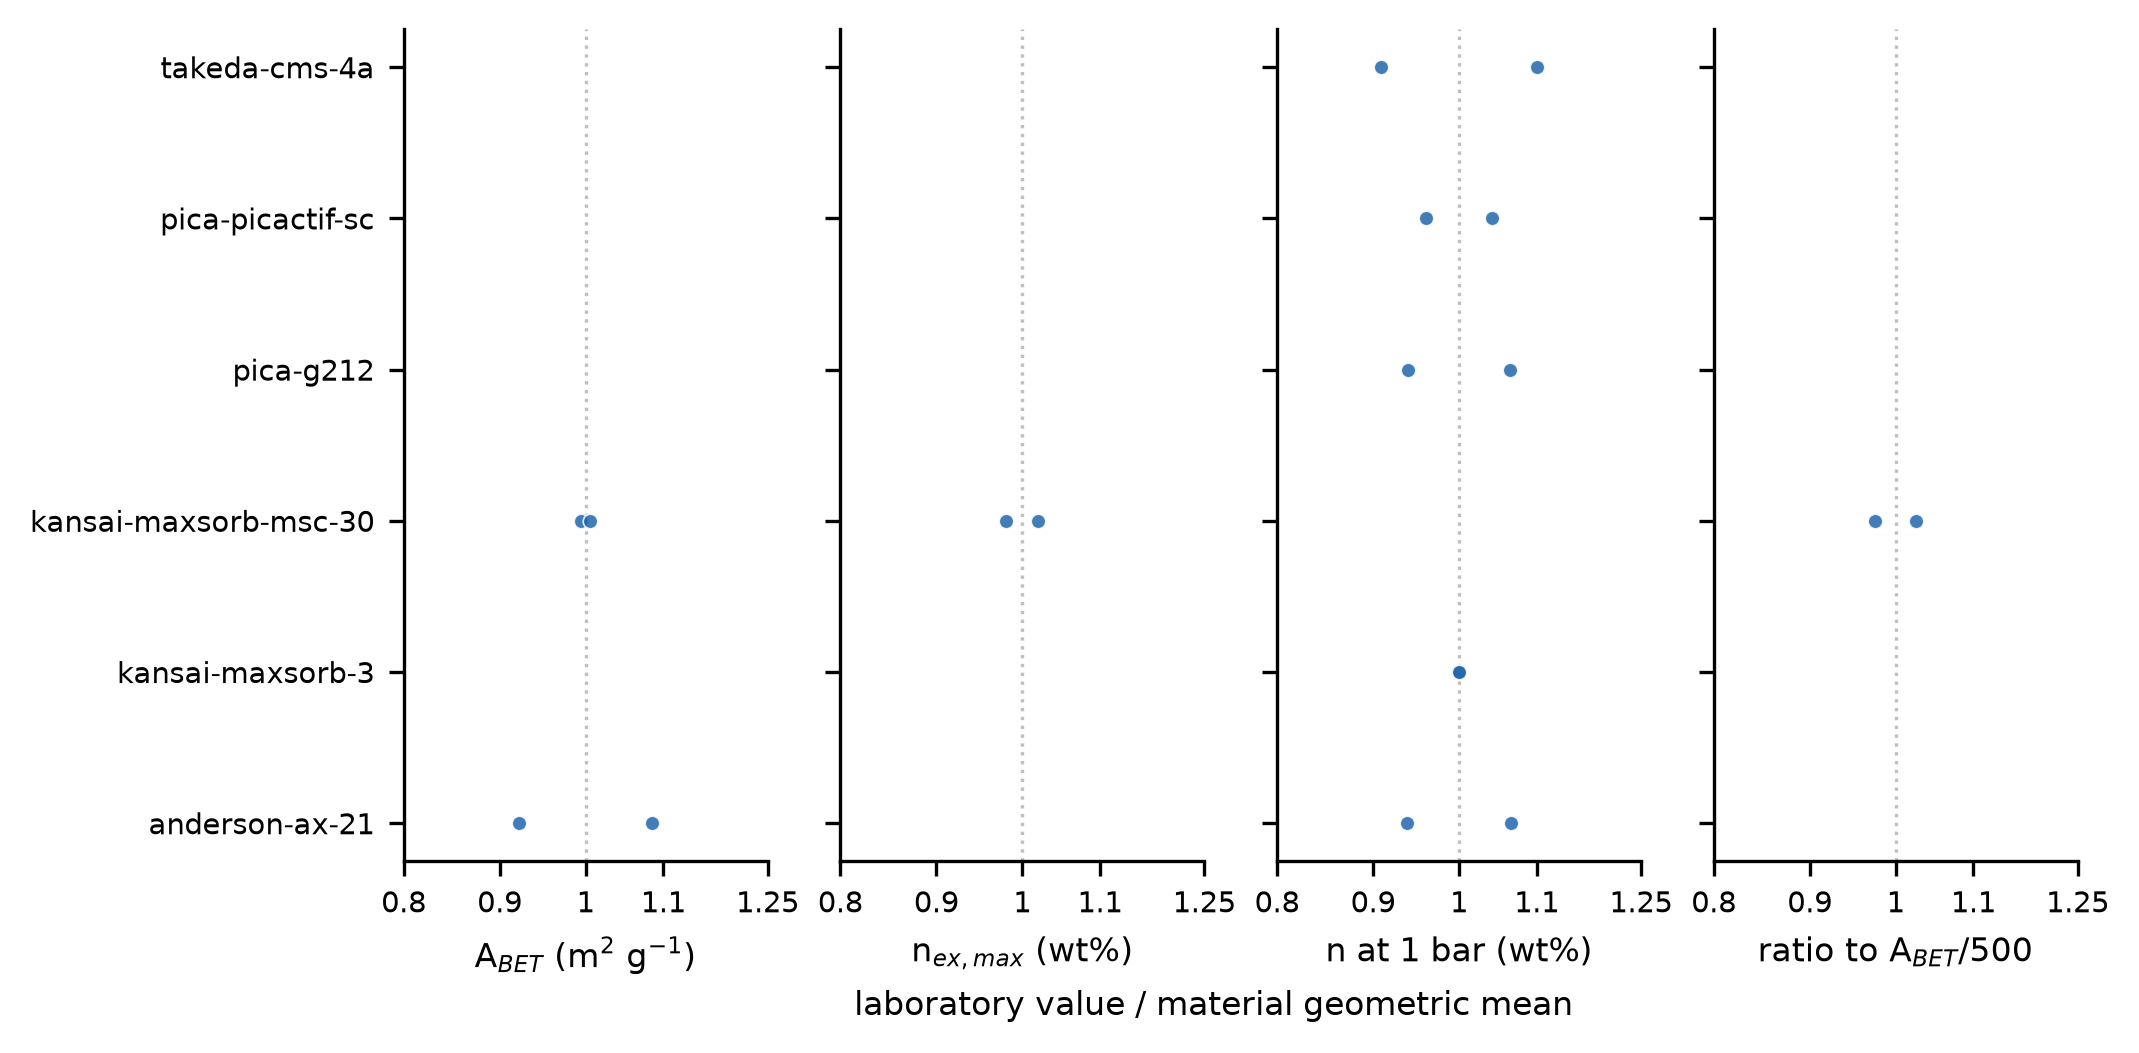 takeda-cms-4a
pica-picactif-sc
pica-g212
kansai-maxsorb-msc-30
kansai-maxsorb-3
anderson-ax-21
0.8 0.9 1 1.1 1.25 0.8 0.9 1 1.1 1.25 0.8 0.9 1 1.1 1.25 0.8 0.9 1 1.1 1.25
A_BET (m² g⁻¹) n_ex, max (wt%) n at 1 bar (wt%) ratio to A_BET/500
laboratory value / material geometric mean